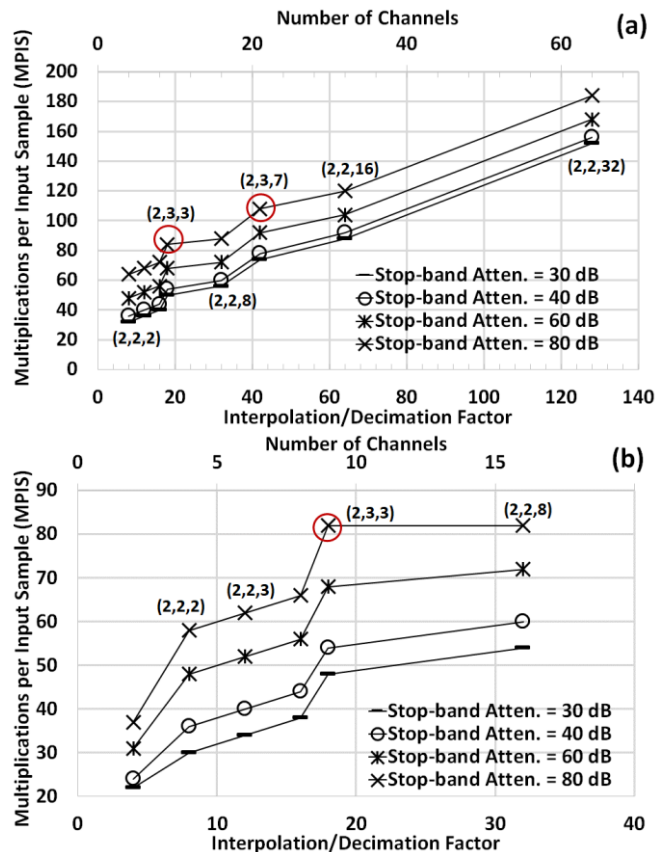 Number of Channels
0 20 40 60
(a)
Multiplications per Input Sample (MPIS)
200
180
160
140
120
100
80
60
40
20
0
(2,3,3)
(2,3,7)
(2,2,16)
(2,2,32)
(2,2,8)
(2,2,2)
Stop-band Atten. = 30 dB
Stop-band Atten. = 40 dB
Stop-band Atten. = 60 dB
Stop-band Atten. = 80 dB
0 20 40 60 80 100 120 140
Interpolation/Decimation Factor
Number of Channels
0 5 10 15
(b)
Multiplications per Input Sample (MPIS)
90
80
70
60
50
40
30
20
(2,3,3)
(2,2,8)
(2,2,2)
(2,2,3)
Stop-band Atten. = 30 dB
Stop-band Atten. = 40 dB
Stop-band Atten. = 60 dB
Stop-band Atten. = 80 dB
0 10 20 30 40
Interpolation/Decimation Factor